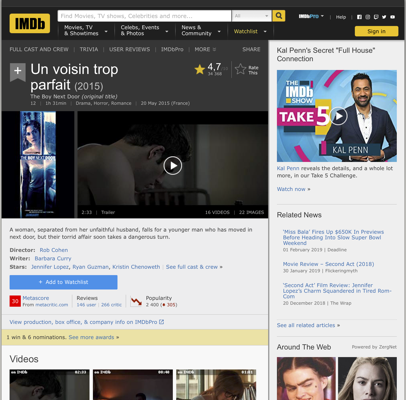 IMDb
Find Movies, TV shows, Celebrities and more...
All
IMDbPro
Help
Movies, TV
& Showtimes
Celebs, Events
& Photos
News &
Community
Watchlist
Sign in
FULL CAST AND CREW | TRIVIA | USER REVIEWS | IMDbPro | MORE
SHARE
Un voisin trop
parfait (2015)
The Boy Next Door (original title)
12 | 1h 31min | Drama, Horror, Romance | 20 May 2015 (France)
4,7
Rate
This
2:33 | Trailer
16 VIDEOS | 22 IMAGES
A woman, separated from her unfaithful husband, falls for a younger man who has moved
in next door, but their torrid affair soon takes a dangerous turn.
Director: Rob Cohen
Writer: Barbara Curry
Stars: Jennifer Lopez, Ryan Guzman, Kristin Chenoweth | See full cast & crew »
+ Add to Watchlist
30
Metascore
From metacritic.com
Reviews
146 user | 266 critic
Popularity
2 400 (305)
View production, box office, & company info on IMDbPro
1 win & 6 nominations. See more awards »
Videos
Kal Penn's Secret "Full House"
Connection
THE
IMDb
SHOW
TAKE 5
KAL PENN
Kal Penn reveals the details, and a whole lot
more, in our Take 5 Challenge.
Watch now »
Related News
'Miss Bala' Fires Up $650K In Previews
Before Heading Into Slow Super Bowl
Weekend
01 February 2019 | Deadline
Movie Review – Second Act (2018)
30 January 2019 | Flickeringmyth
'Second Act' Film Review: Jennifer
Lopez's Charm Squandered in Tired Rom-
Com
20 December 2018 | The Wrap
See all related articles »
Around The Web
Powered by ZergNet